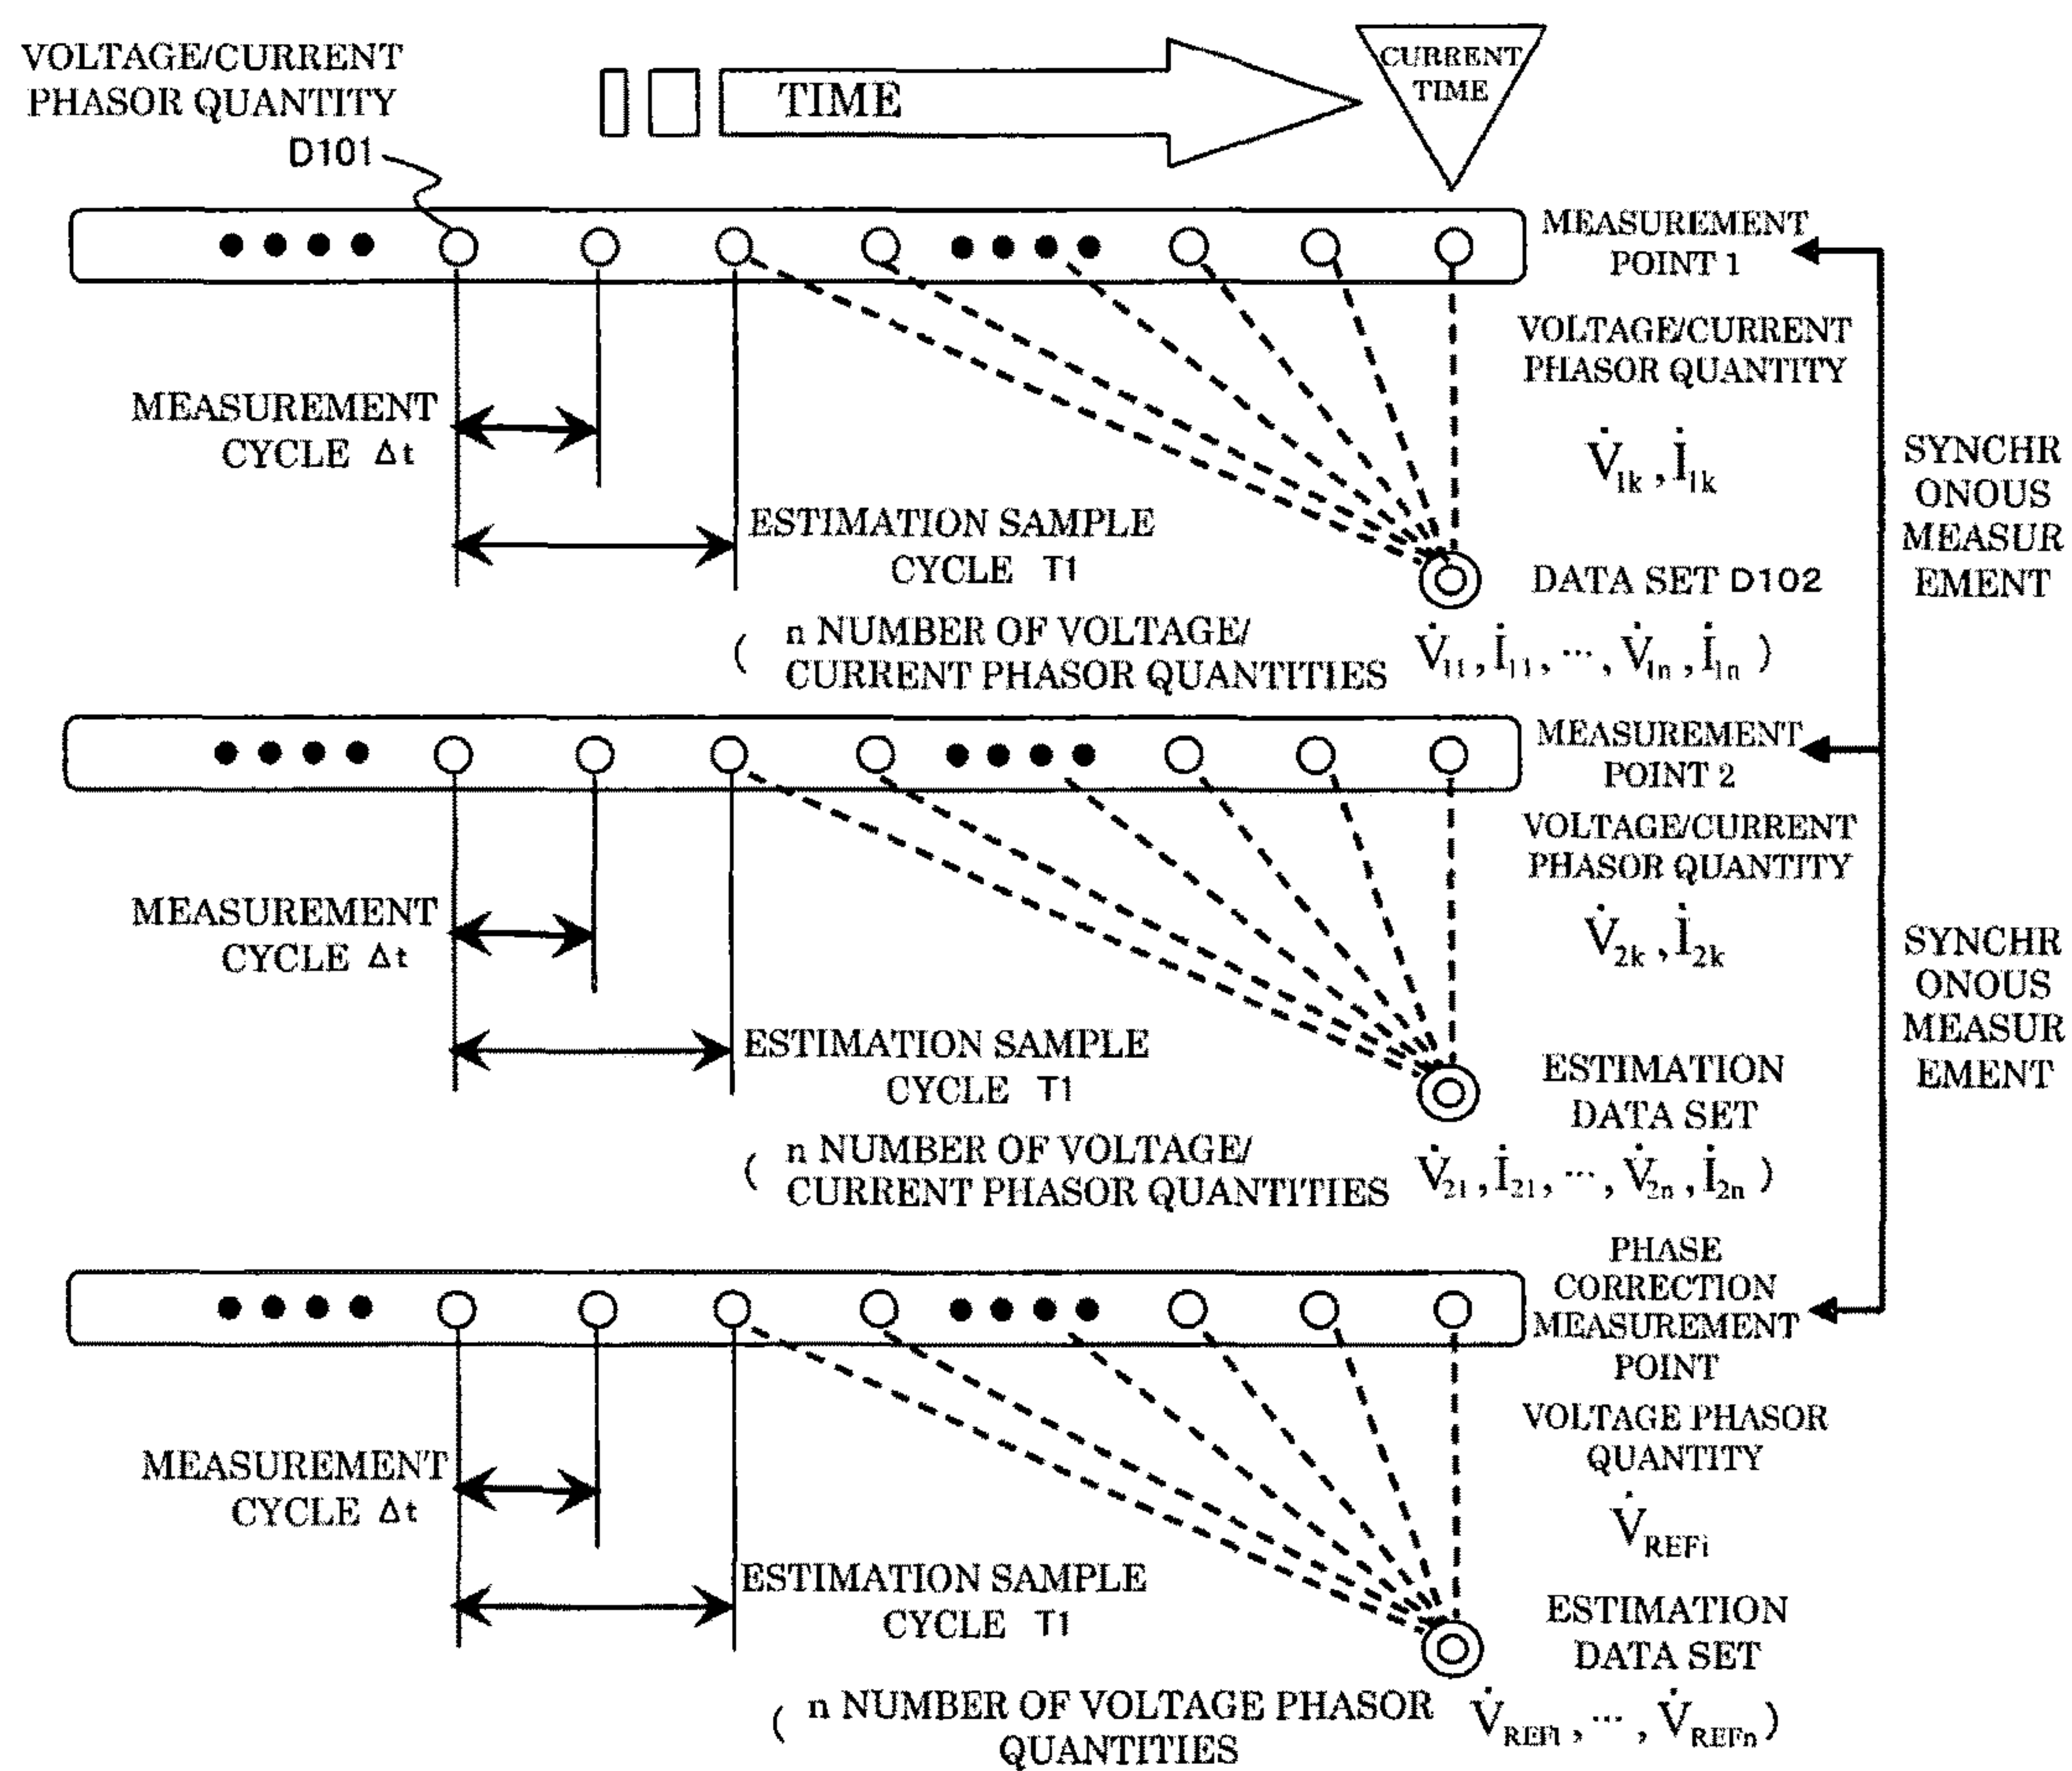 VOLTAGE/CURRENT
PHASOR QUANTITY
D101
TIME
CURRENT
TIME
MEASUREMENT
POINT 1
VOLTAGE/CURRENT
PHASOR QUANTITY
V̇1k , İ1k
MEASUREMENT
CYCLE Δt
ESTIMATION SAMPLE
CYCLE T1
DATA SET D102
( n NUMBER OF VOLTAGE/
CURRENT PHASOR QUANTITIES V̇11 , İ11 , ··· , V̇1n , İ1n )
SYNCHR
ONOUS
MEASUR
EMENT
MEASUREMENT
POINT 2
VOLTAGE/CURRENT
PHASOR QUANTITY
V̇2k , İ2k
MEASUREMENT
CYCLE Δt
ESTIMATION SAMPLE
CYCLE T1
ESTIMATION
DATA SET
( n NUMBER OF VOLTAGE/
CURRENT PHASOR QUANTITIES V̇21 , İ21 , ··· , V̇2n , İ2n )
SYNCHR
ONOUS
MEASUR
EMENT
PHASE
CORRECTION
MEASUREMENT
POINT
VOLTAGE PHASOR
QUANTITY
V̇REFi
MEASUREMENT
CYCLE Δt
ESTIMATION SAMPLE
CYCLE T1
ESTIMATION
DATA SET
( n NUMBER OF VOLTAGE PHASOR
QUANTITIES V̇REF1 , ··· , V̇REFn )